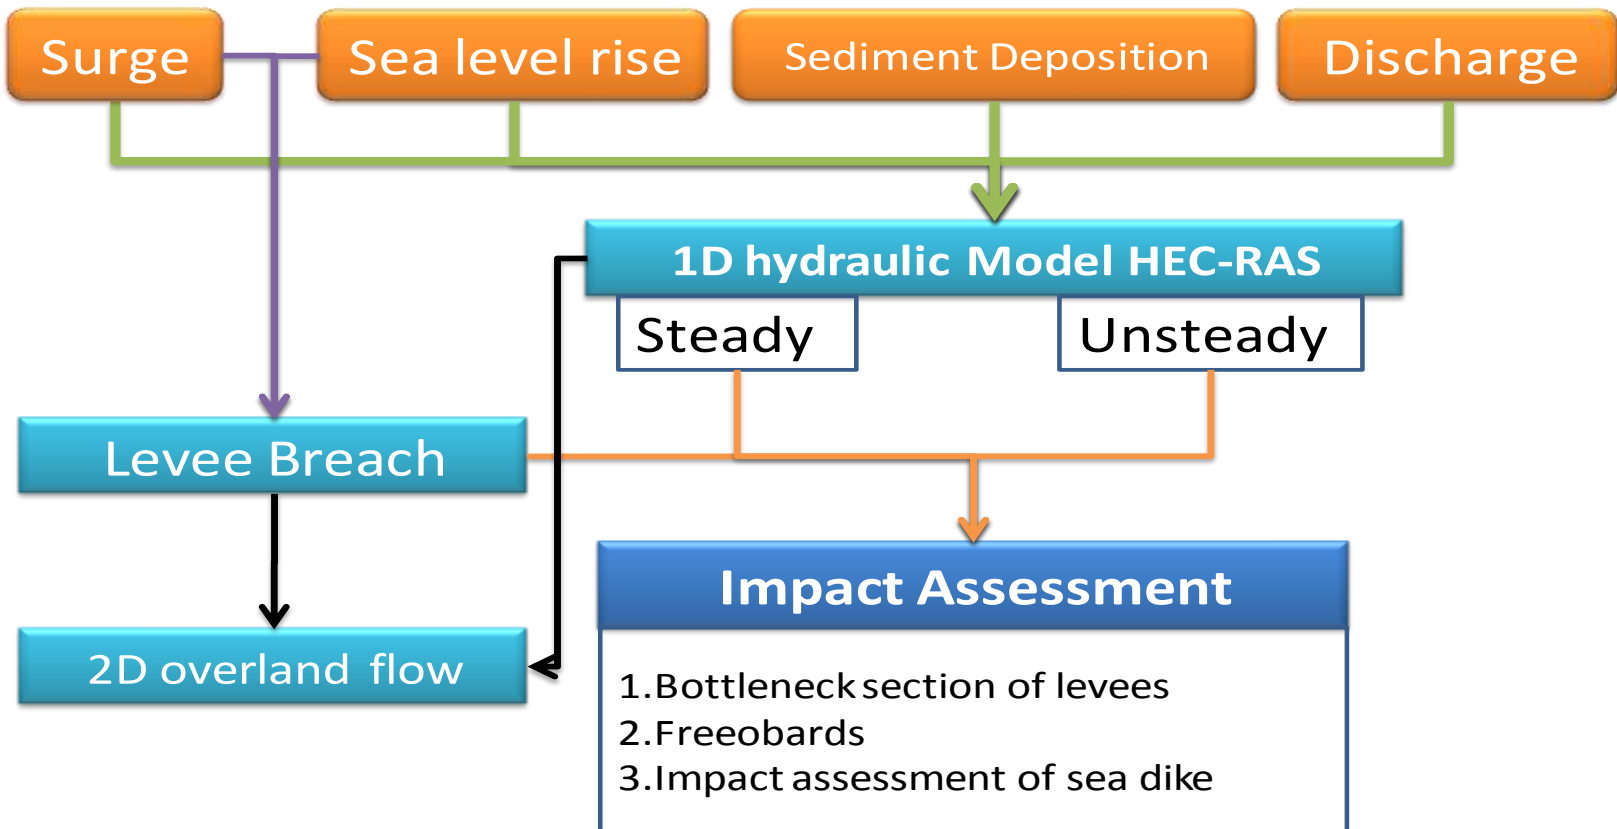 Surge
Sea level rise
Sediment Deposition
Discharge
1D hydraulic Model HEC-RAS
Steady
Unsteady
Levee Breach
Impact Assessment
2D overland flow
1.Bottleneck section of levees
2.Freeobards
3.Impact assessment of sea dike